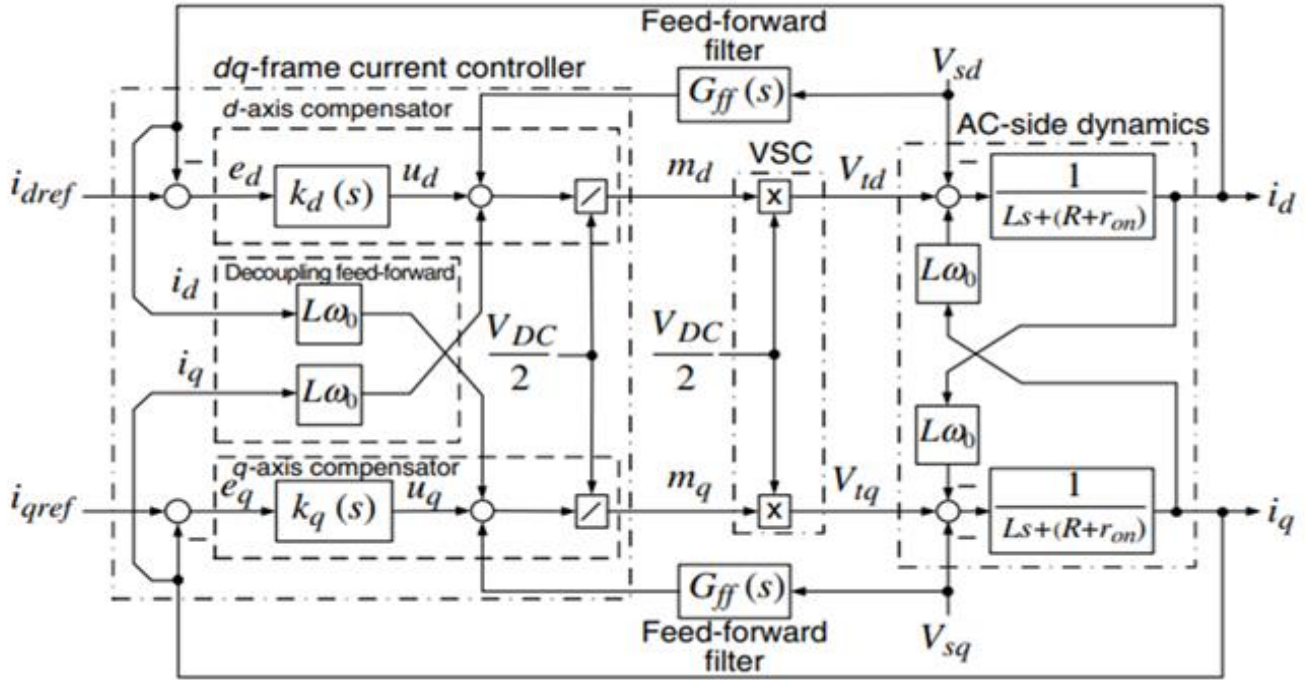 Feed-forward
filter
dq-frame current controller
G_ff (s)
V_sd
d-axis compensator
AC-side dynamics
VSC
i_dref
−
e_d
k_d (s)
u_d
m_d
x
V_td
−
1
Ls+(R+r_on)
i_d
Decoupling feed-forward
i_d
Lω_0
Lω_0
V_DC
2
V_DC
2
i_q
Lω_0
Lω_0
q-axis compensator
i_qref
−
e_q
k_q (s)
u_q
m_q
x
V_tq
−
−
1
Ls+(R+r_on)
i_q
G_ff (s)
Feed-forward
filter
V_sq